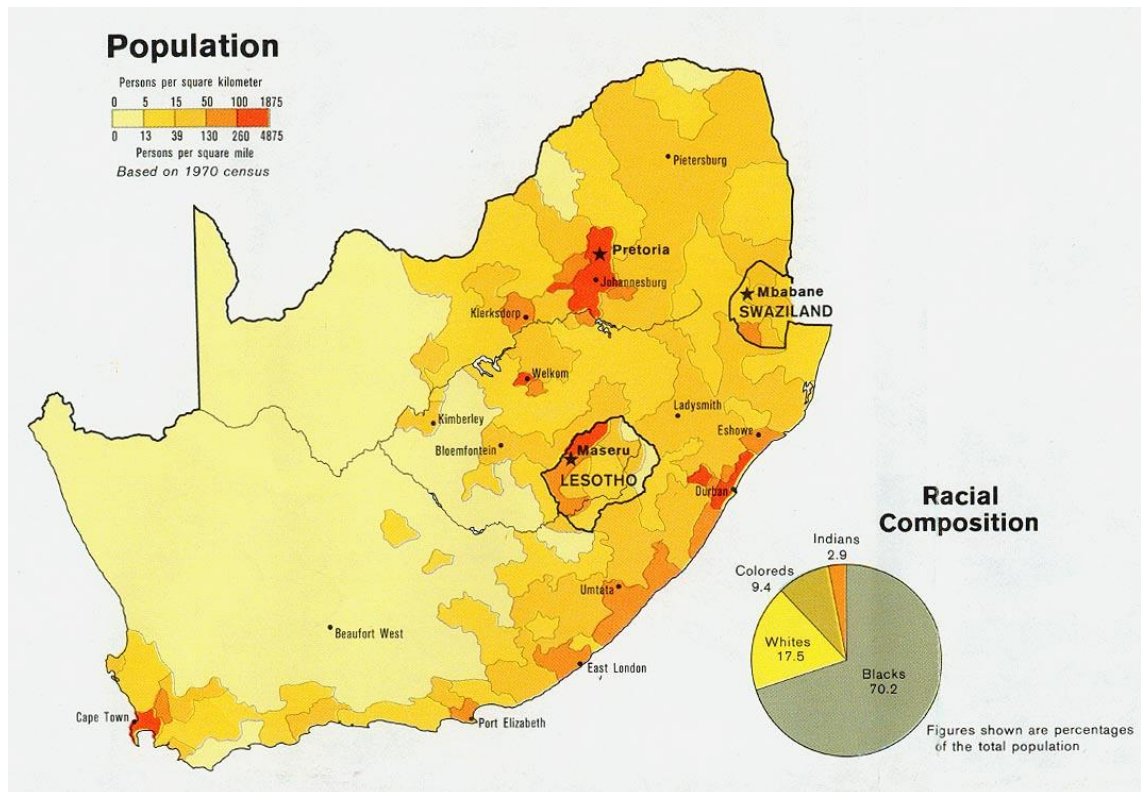 Population
Persons per square kilometer
0 5 15 50 100 1875
0 13 39 130 260 4875
Persons per square mile
Based on 1970 census
Pietersburg
Pretoria
Johannesburg
Mbabane
SWAZILAND
Klerksdorp
Welkom
Ladysmith
Kimberley
Eshowe
Bloemfontein
Maseru
LESOTHO
Durban
Umtata
Beaufort West
East London
Cape Town
Port Elizabeth
Racial
Composition
Indians
2.9
Coloreds
9.4
Whites
17.5
Blacks
70.2
Figures shown are percentages
of the total population